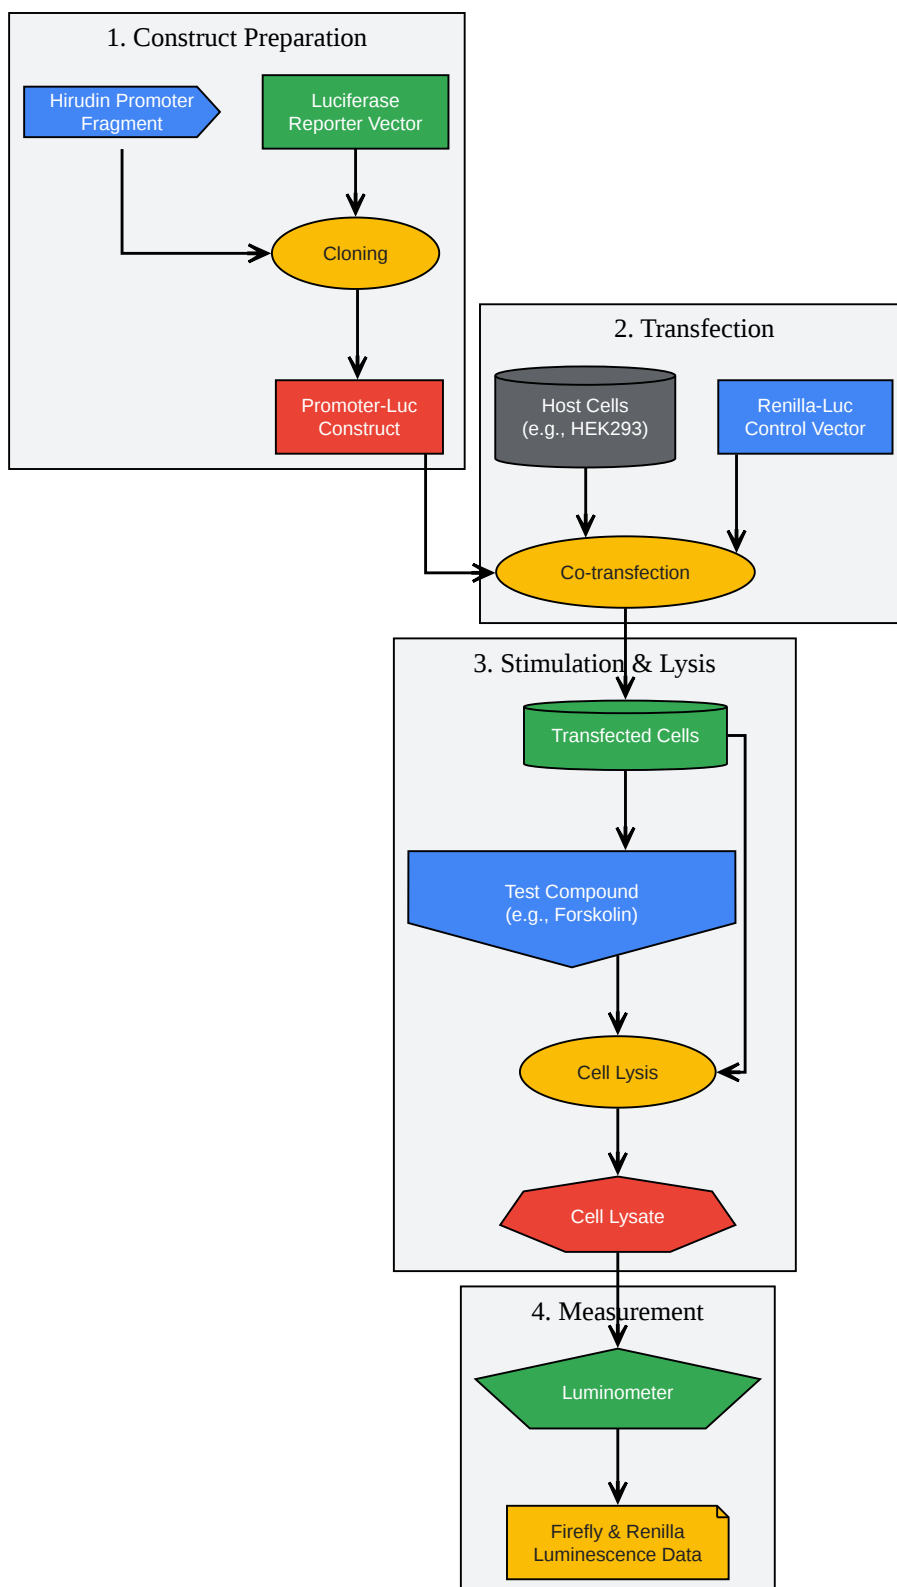 1. Construct Preparation
Hirudin Promoter
Fragment
Luciferase
Reporter Vector
Cloning
Promoter-Luc
Construct
2. Transfection
Host Cells
(e.g., HEK293)
Renilla-Luc
Control Vector
Co-transfection
3. Stimulation & Lysis
Transfected Cells
Test Compound
(e.g., Forskolin)
Cell Lysis
Cell Lysate
4. Measurement
Luminometer
Firefly & Renilla
Luminescence Data